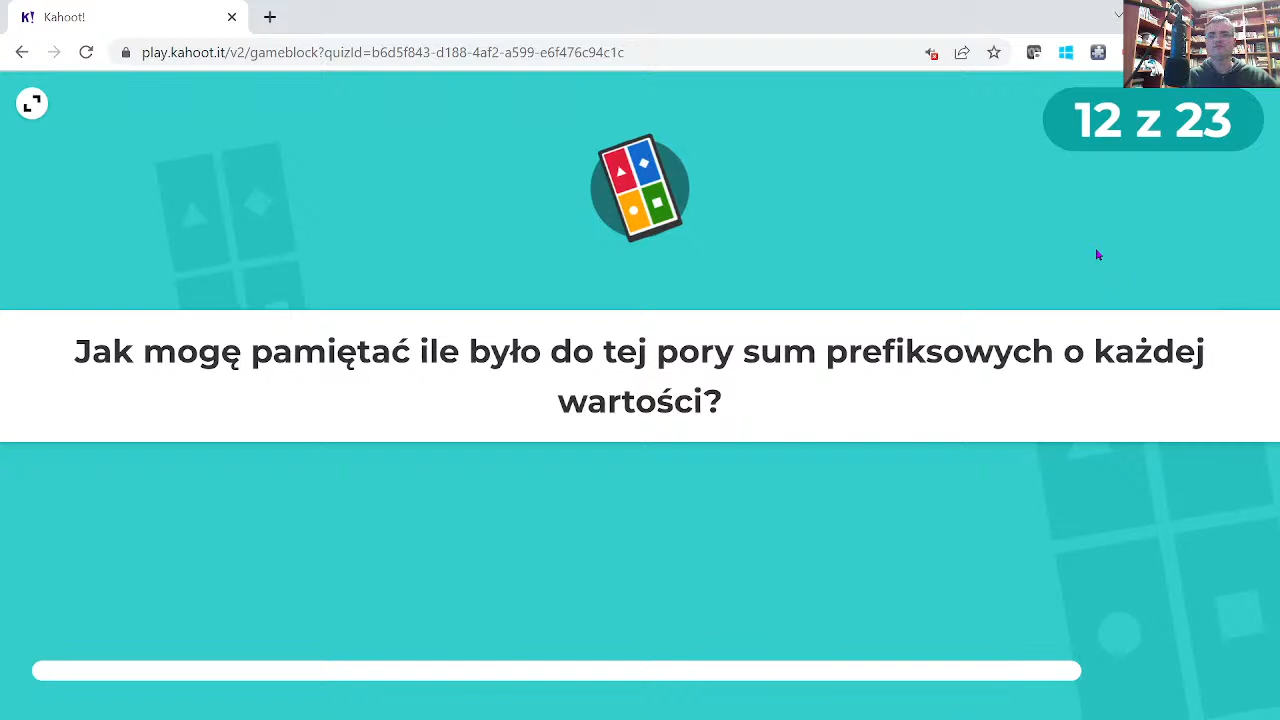 K! Kahoot!
play.kahoot.it/v2/gameblock?quizId=b6d5f843-d188-4af2-a599-e6f476c94c1c
12 z 23
Jak mogę pamiętać ile było do tej pory sum prefiksowych o każdej
wartości?